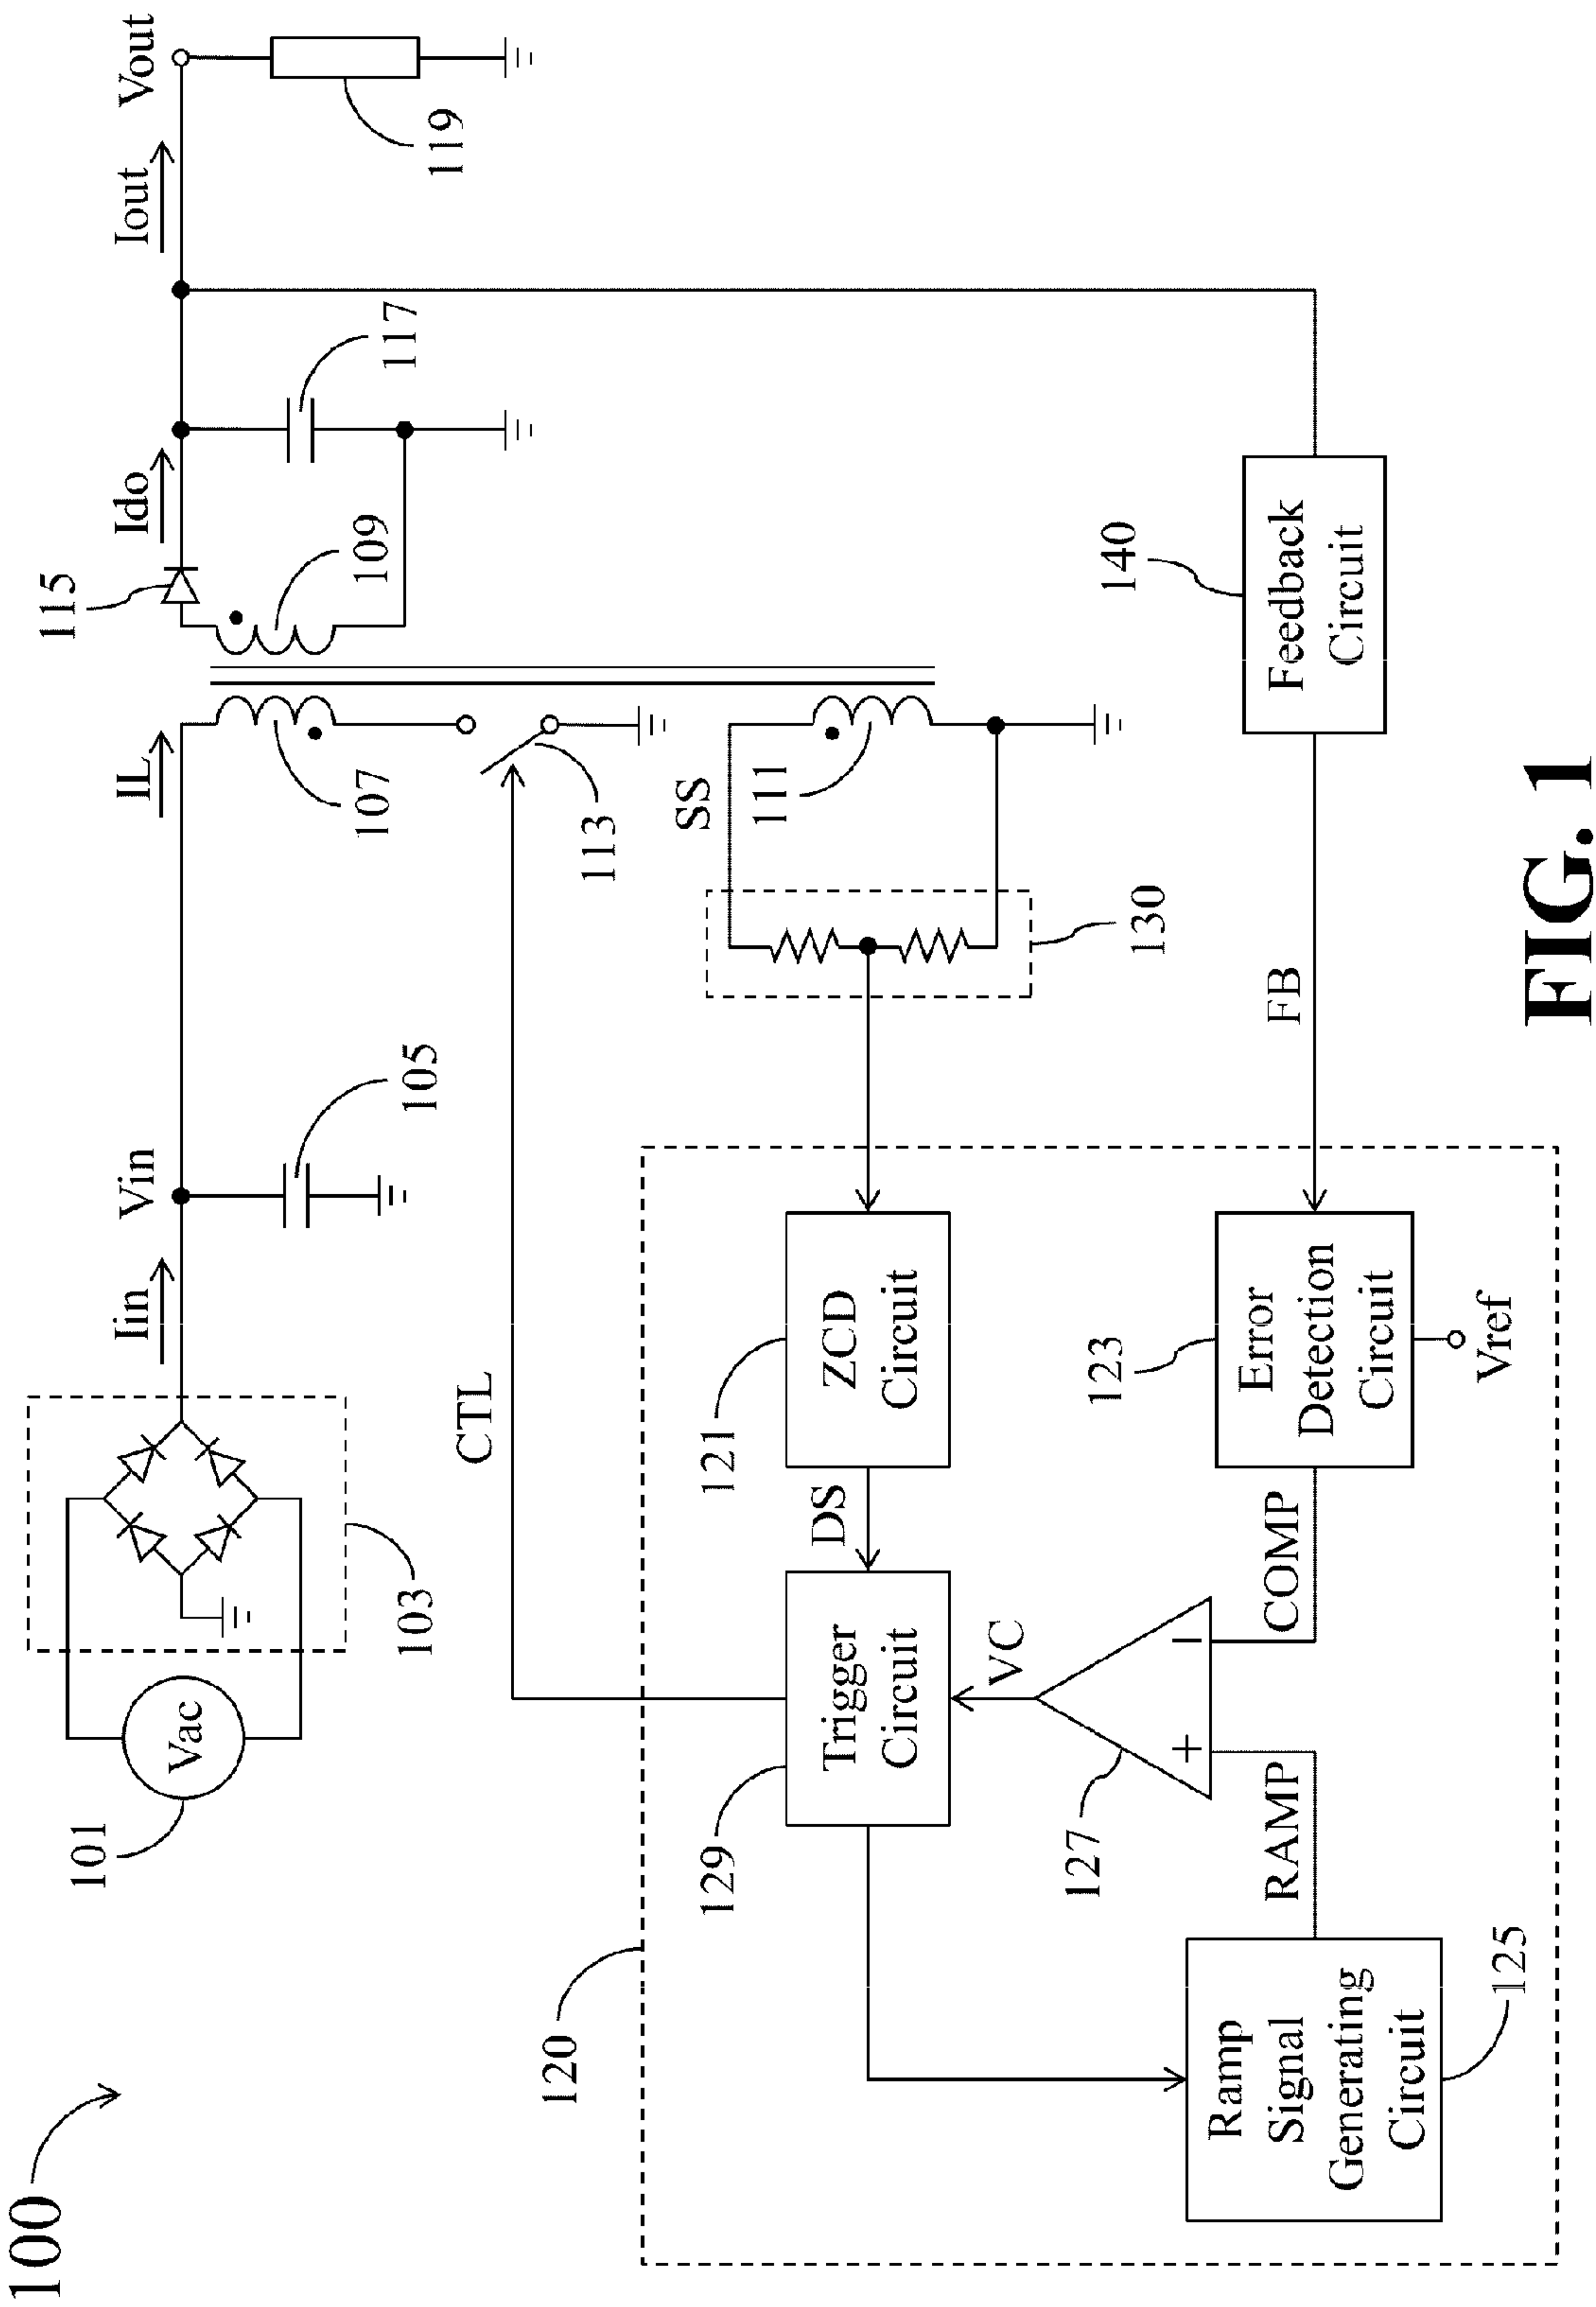 100
101
Vac
103
Iin
Vin
105
IL
107
109
115
Ido
117
Iout
Vout
119
CTL
113
SS
111
130
120
129
Trigger
Circuit
DS
121
ZCD
Circuit
VC
127
RAMP
+
−
COMP
123
Error
Detection
Circuit
Vref
FB
140
Feedback
Circuit
Ramp
Signal
Generating
Circuit
125
FIG. 1